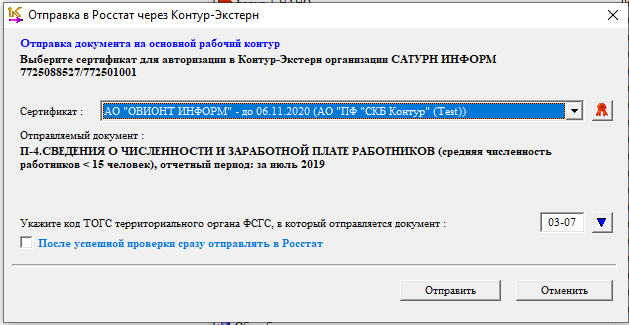 Отправка в Росстат через Контур-Экстерн
Отправка документа на основной рабочий контур
Выберите сертификат для авторизации в Контур-Экстерн организации САТУРН ИНФОРМ
7725088527/772501001
Сертификат : АО "ОВИОНТ ИНФОРМ" - до 06.11.2020 (АО "ПФ "СКБ Контур" (Test))
Отправляемый документ :
П-4.СВЕДЕНИЯ О ЧИСЛЕННОСТИ И ЗАРАБОТНОЙ ПЛАТЕ РАБОТНИКОВ (средняя численность
работников < 15 человек), отчетный период: за июль 2019
Укажите код ТОГС территориального органа ФСГС, в который отправляется документ : 03-07
После успешной проверки сразу отправлять в Росстат
Отправить Отменить